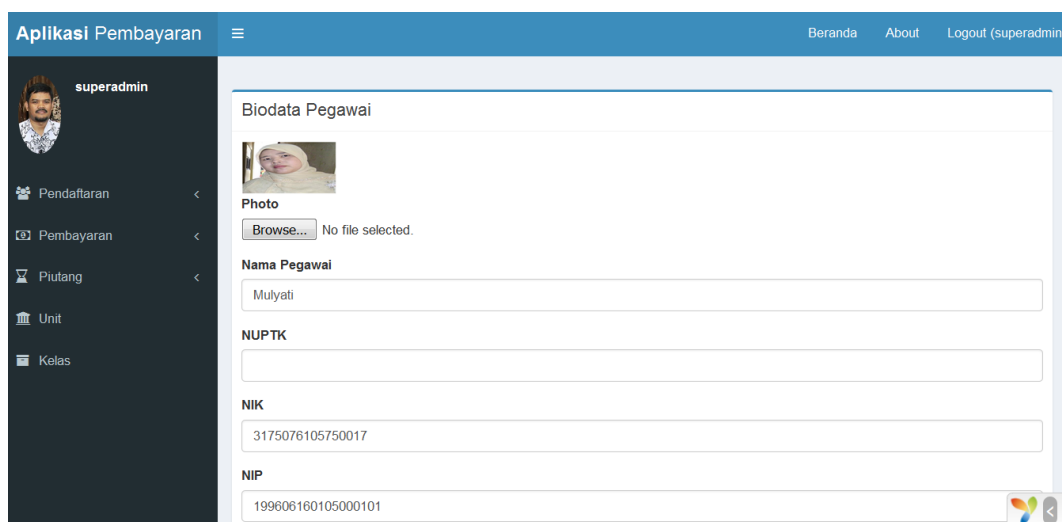 Aplikasi Pembayaran
Beranda About Logout (superadmin
superadmin
Pendaftaran
Pembayaran
Piutang
Unit
Kelas
Biodata Pegawai
Photo
Browse... No file selected.
Nama Pegawai
Mulyati
NUPTK
NIK
3175076105750017
NIP
199606160105000101